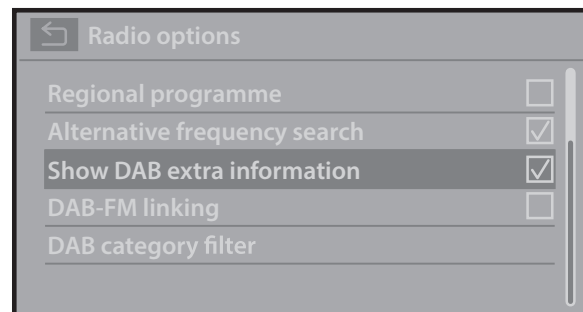 Radio options
Regional programme
Alternative frequency search
Show DAB extra information
DAB-FM linking
DAB category filter